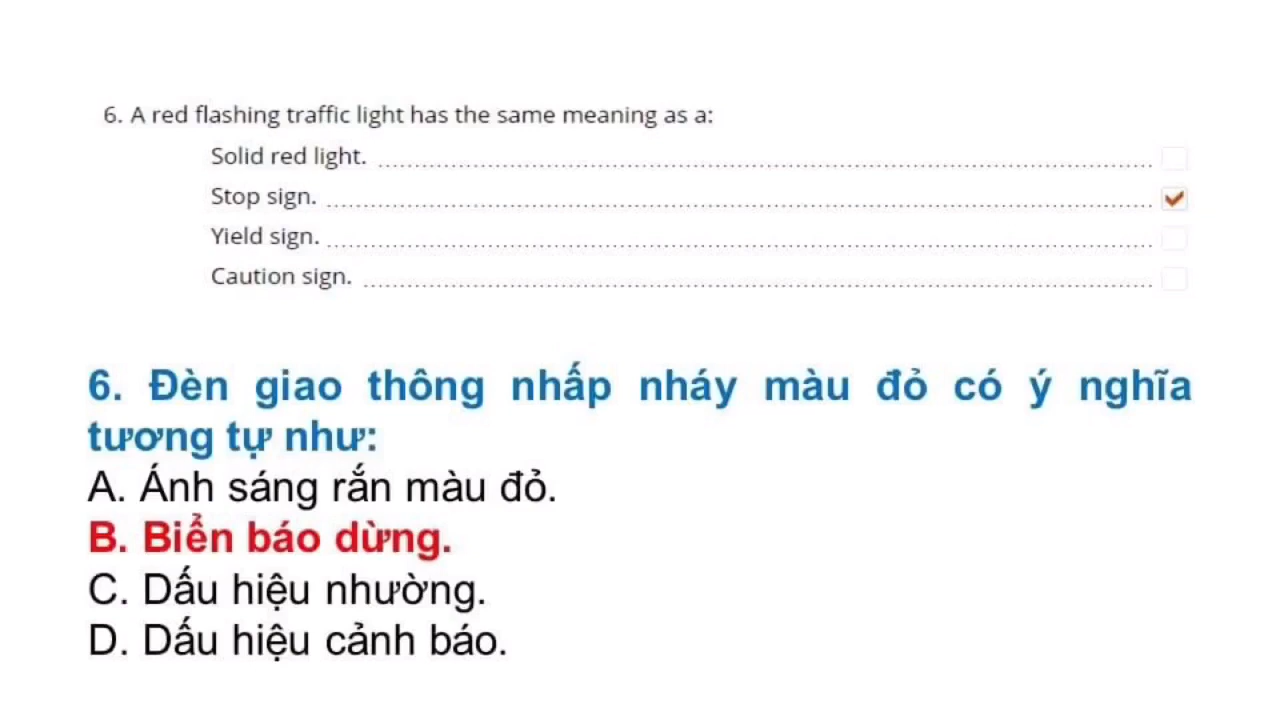 6. A red flashing traffic light has the same meaning as a:
Solid red light.
Stop sign.
Yield sign.
Caution sign.
6. Đèn giao thông nhấp nháy màu đỏ có ý nghĩa
tương tự như:
A. Ánh sáng rắn màu đỏ.
B. Biển báo dừng.
C. Dấu hiệu nhường.
D. Dấu hiệu cảnh báo.